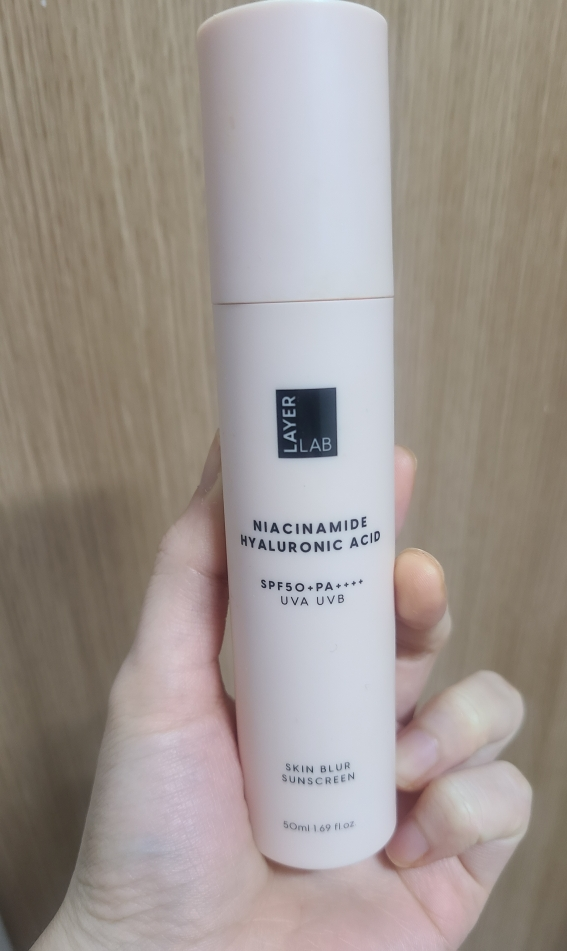 LAYER
LAB
NIACINAMIDE
HYALURONIC ACID
SPF50+PA++++
UVA UVB
SKIN BLUR
SUNSCREEN
50ml 1.69 fl.oz.